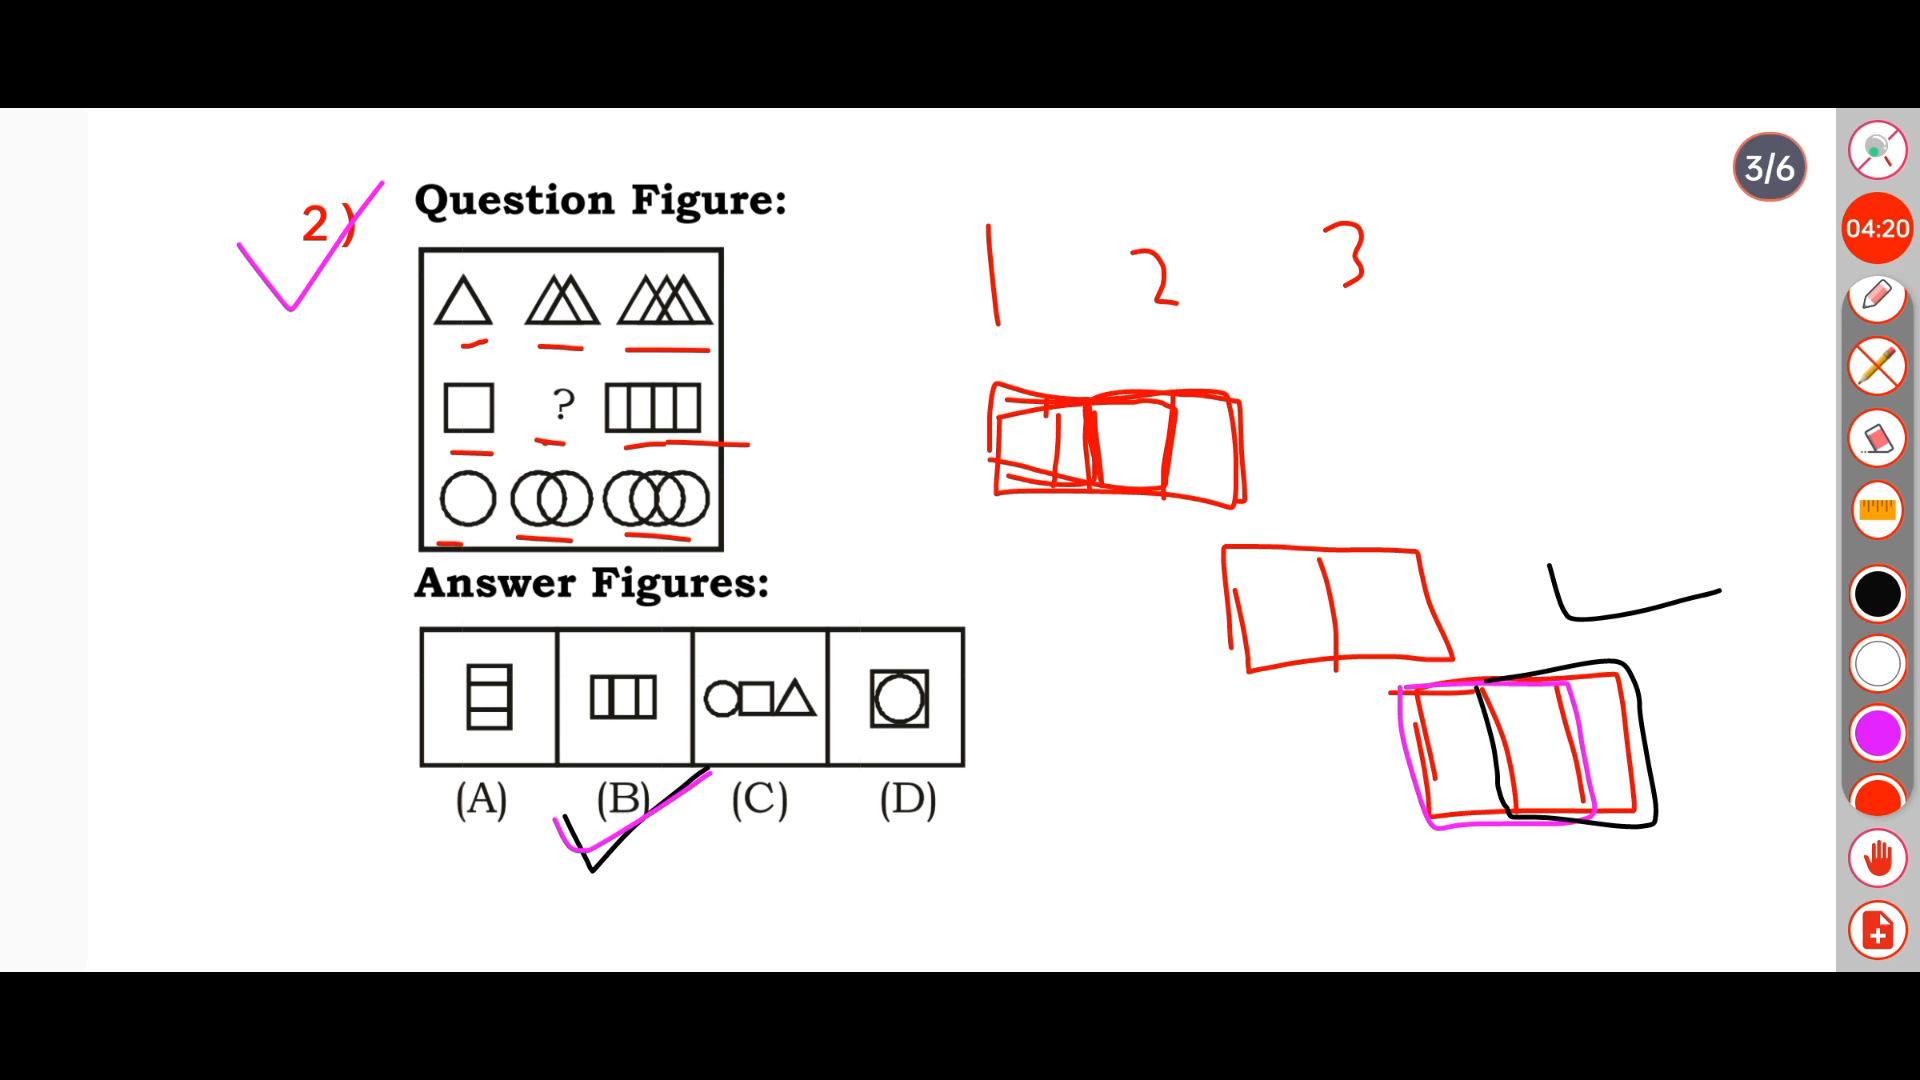 3/6
04:20
2)
Question Figure:
1 2 3
?
Answer Figures:
(A) (B) (C) (D)